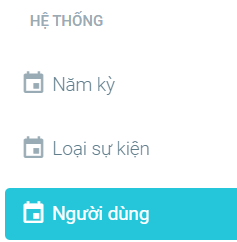 HỆ THỐNG
Năm kỳ
Loại sự kiện
Người dùng